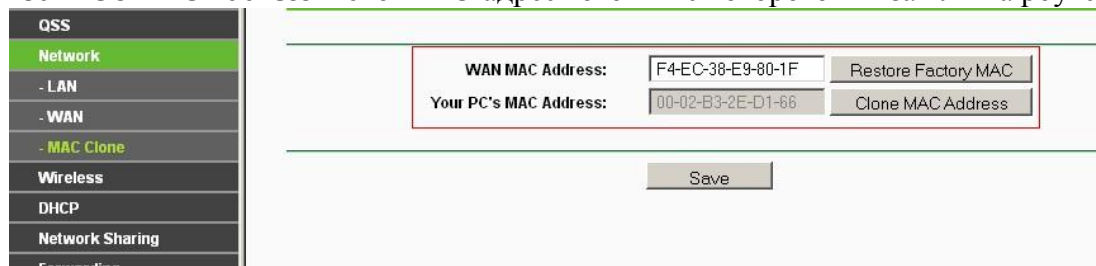 QSS
Network
- LAN
- WAN
- MAC Clone
Wireless
DHCP
Network Sharing
WAN MAC Address: F4-EC-38-E9-80-1F Restore Factory MAC
Your PC's MAC Address: 00-02-B3-2E-D1-66 Clone MAC Address
Save